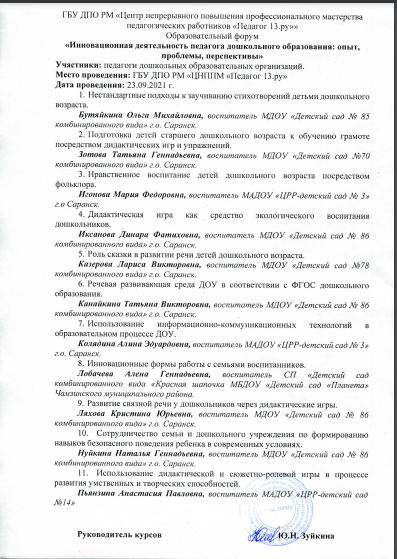 ГБУ ДПО РМ «Центр непрерывного повышения профессионального мастерства
педагогических работников «Педагог 13.ру»»
Образовательный форум
«Инновационная деятельность педагога дошкольного образования: опыт,
проблемы, перспективы»
Участники: педагоги дошкольных образовательных организаций.
Место проведения: ГБУ ДПО РМ «ЦНППМ «Педагог 13.ру»
Дата проведения: 23.09.2021 г.
1. Нестандартные подходы к заучиванию стихотворений детьми дошкольного
возраста.
Бутяйкина Ольга Михайловна, воспитатель МДОУ «Детский сад № 85
комбинированного вида» г.о. Саранск.
2. Подготовка детей старшего дошкольного возраста к обучению грамоте
посредством дидактических игр и упражнений.
Зотова Татьяна Геннадьевна, воспитатель МДОУ «Детский сад №70
комбинированного вида» г.о. Саранск.
3. Нравственное воспитание детей дошкольного возраста посредством
фольклора.
Игонова Мария Федоровна, воспитатель МАДОУ «ЦРР-детский сад № 3»
г.о Саранск.
4. Дидактическая игра как средство экологического воспитания
дошкольников.
Иксанова Динара Фатиховна, воспитатель МДОУ «Детский сад № 86
комбинированного вида» г.о. Саранск.
5. Роль сказки в развитии речи детей дошкольного возраста.
Казерова Лариса Викторовна, воспитатель МДОУ «Детский сад №78
комбинированного вида» г.о. Саранск.
6. Речевая развивающая среда ДОУ в соответствии с ФГОС дошкольного
образования.
Канайкина Татьяна Викторовна, воспитатель МДОУ «Детский сад № 86
комбинированного вида» г.о. Саранск.
7. Использование информационно-коммуникационных технологий в
образовательном процессе ДОУ.
Колядина Алина Эдуардовна, воспитатель МАДОУ «ЦРР-детский сад № 3»
г.о. Саранск.
8. Инновационные формы работы с семьями воспитанников.
Лобачева Алена Геннадьевна, воспитатель СП «Детский сад
комбинированного вида «Красная шапочка МБДОУ «Детский сад «Планета»
Чамзинского муниципального района.
9. Развитие связной речи у дошкольников через дидактические игры.
Ляхова Кристина Юрьевна, воспитатель МДОУ «Детский сад № 86
комбинированного вида» г.о. Саранск.
10. Сотрудничество семьи и дошкольного учреждения по формированию
навыков безопасного поведения ребенка в современных условиях.
Нуйкина Наталья Геннадьевна, воспитатель МДОУ «Детский сад № 86
комбинированного вида» г.о. Саранск.
11. Использование дидактической и сюжетно-ролевой игры в процессе
развития умственных и творческих способностей.
Пьянзина Анастасия Павловна, воспитатель МАДОУ «ЦРР-детский сад
№14»
Руководитель курсов Ю.Н. Зуйкина